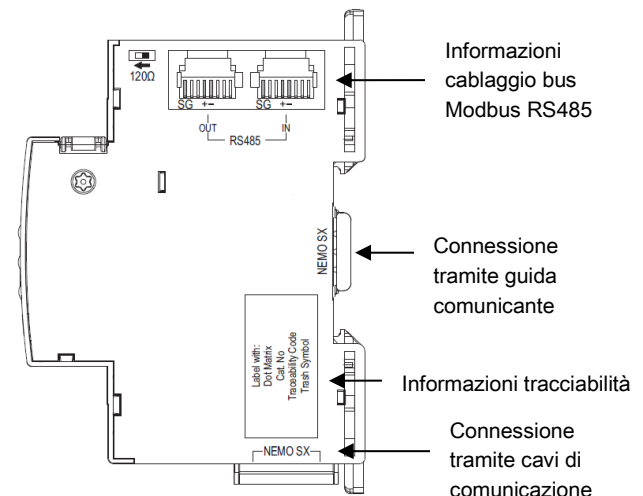 Informazioni
cablaggio bus
Modbus RS485
120Ω
SG +-
SG +-
OUT
IN
RS485
NEMO SX
Connessione
tramite guida
comunicante
Label with:
Dot Matrix
Cat. No
Traceability Code
Trash Symbol
Informazioni tracciabilità
NEMO SX
Connessione
tramite cavi di
comunicazione